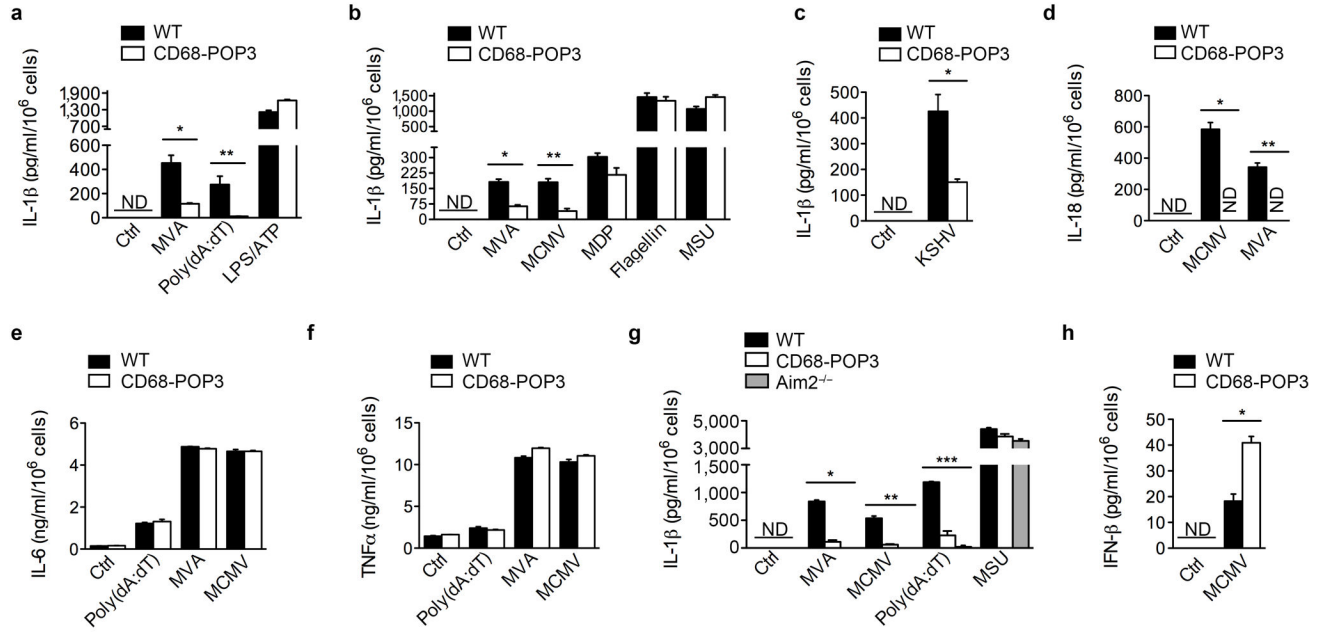 a
WT
CD68-POP3
IL-1β (pg/ml/10⁶ cells)
1,900
1,300
700
600
400
200
0
ND
*
**
Ctrl
MVA
Poly(dA:dT)
LPS/ATP
b
WT
CD68-POP3
IL-1β (pg/ml/10⁶ cells)
1,500
1,000
500
300
225
150
75
0
ND
*
**
Ctrl
MVA
MCMV
MDP
Flagellin
MSU
c
WT
CD68-POP3
IL-1β (pg/ml/10⁶ cells)
500
400
300
200
100
0
ND
*
Ctrl
KSHV
d
WT
CD68-POP3
IL-18(pg/ml/10⁶ cells)
800
600
400
200
0
ND
*
ND
**
ND
Ctrl
MCMV
MVA
e
WT
CD68-POP3
IL-6 (ng/ml/10⁶ cells)
6
4
2
0
Ctrl
Poly(dA:dT)
MVA
MCMV
f
WT
CD68-POP3
TNFα (ng/ml/10⁶ cells)
15
10
5
0
Ctrl
Poly(dA:dT)
MVA
MCMV
g
WT
CD68-POP3
Aim2⁻/⁻
IL-1β (pg/ml/10⁶ cells)
5,000
3,000
1,500
1,000
500
0
ND
*
**
***
Ctrl
MVA
MCMV
Poly(dA:dT)
MSU
h
WT
CD68-POP3
IFN-β (pg/ml/10⁶ cells)
50
40
30
20
10
0
ND
*
Ctrl
MCMV